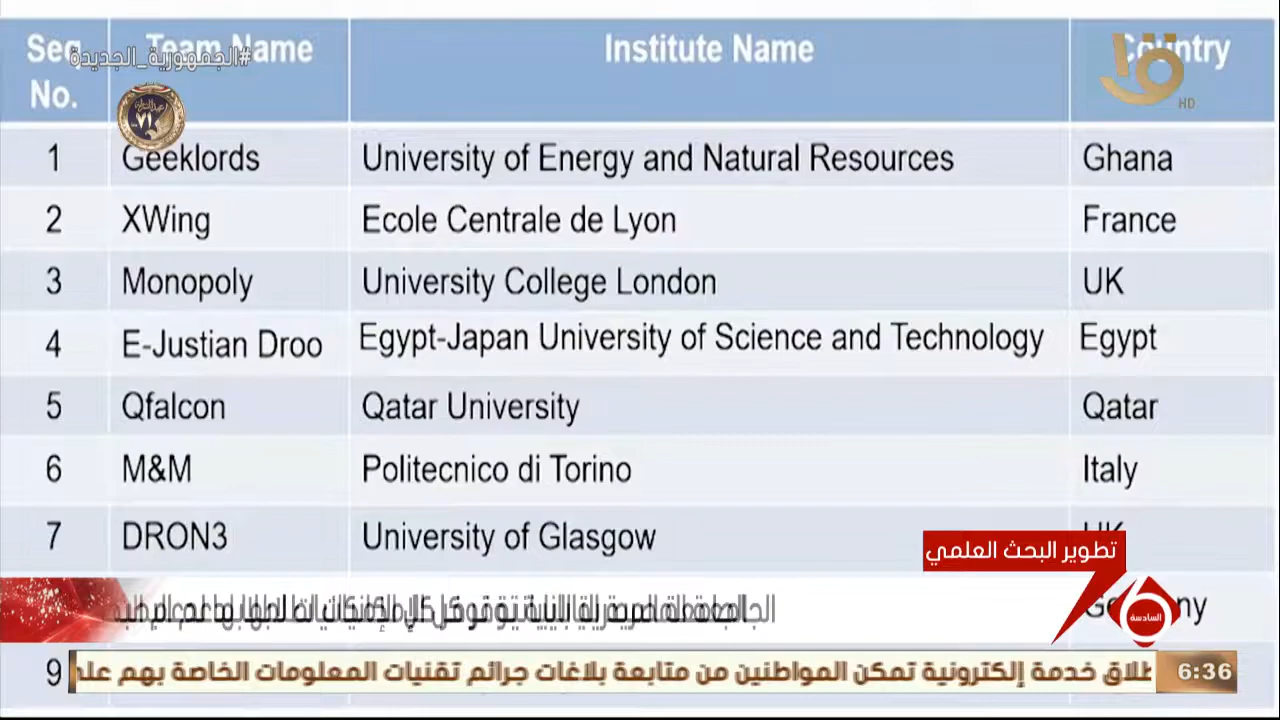 #الجمهورية_الجديدة
Seq. No. Team Name Institute Name Country
HD
1 Geeklords University of Energy and Natural Resources Ghana
2 XWing Ecole Centrale de Lyon France
3 Monopoly University College London UK
4 E-Justian Droo Egypt-Japan University of Science and Technology Egypt
5 Qfalcon Qatar University Qatar
6 M&M Politecnico di Torino Italy
7 DRON3 University of Glasgow UK
تطوير البحث العلمي
السادسة
9
طلاق خدمة إلكترونية تمكن المواطنين من متابعة بلاغات جرائم تقنيات المعلومات الخاصة بهم
6:36